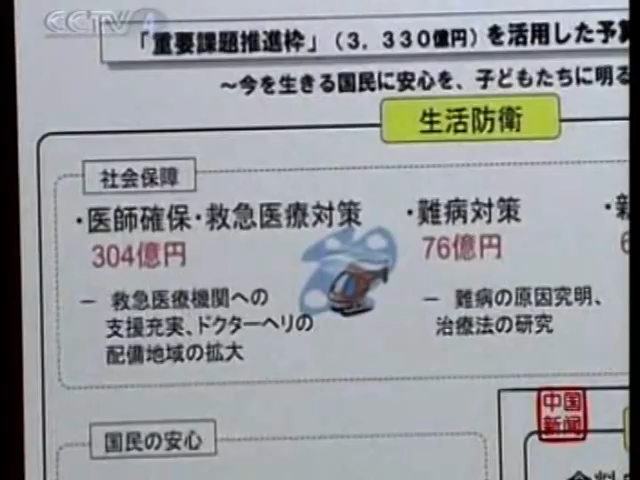 CCTV 4
「重要課題推進枠」(3,330億円)を活用した予算
~今を生きる国民に安心を、子どもたちに明る
生活防衛
社会保障
・医師確保・救急医療対策
304億円
― 救急医療機関への
支援充実、ドクターヘリの
配備地域の拡大
・難病対策
76億円
― 難病の原因究明、
治療法の研究
国民の安心
中国
新闻